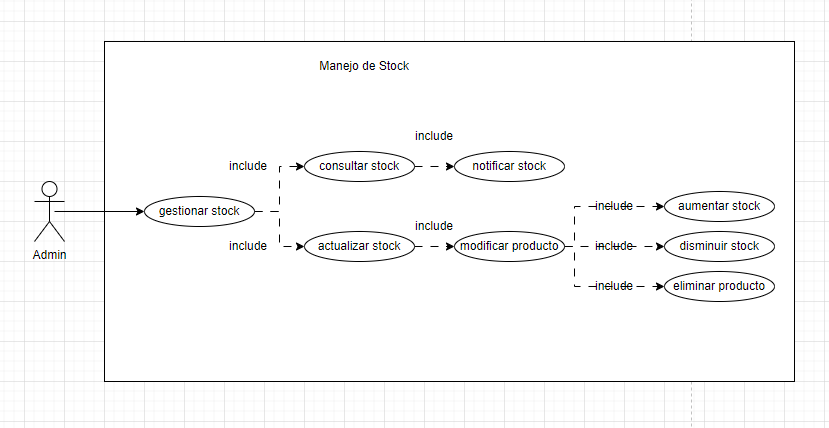 Manejo de Stock
include
include
consultar stock
notificar stock
gestionar stock
Admin
include
actualizar stock
include
modificar producto
include
aumentar stock
include
disminuir stock
include
eliminar producto